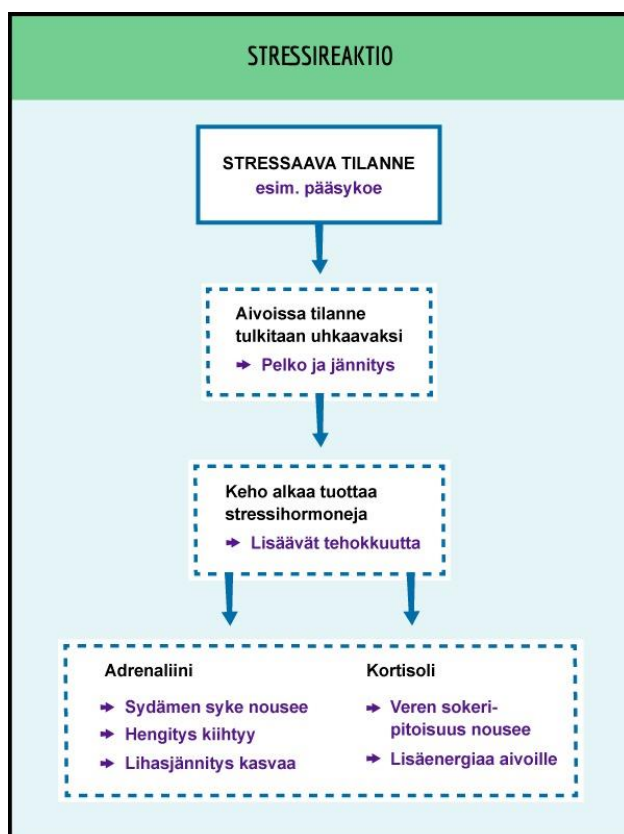 STRESSIREAKTIO
STRESSAAVA TILANNE
esim. pääsykoe
Aivoissa tilanne
tulkitaan uhkaavaksi
Pelko ja jännitys
Keho alkaa tuottaa
stressihormoneja
Lisäävät tehokkuutta
Adrenaliini
Sydämen syke nousee
Hengitys kiihtyy
Lihasjännitys kasvaa
Kortisoli
Veren sokeri-
pitoisuus nousee
Lisäenergiaa aivoille